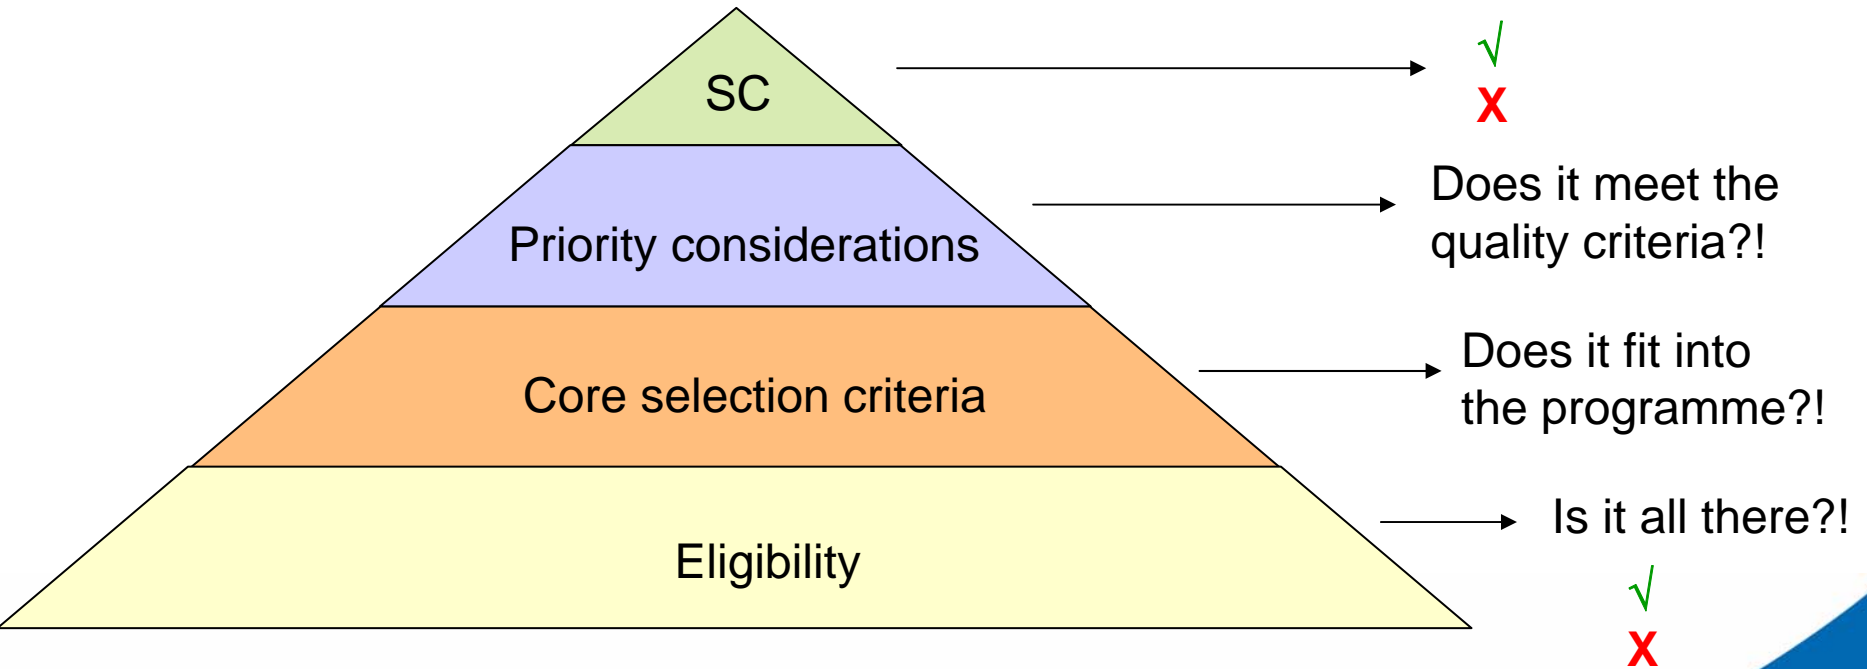 SC
√
X
Priority considerations
Does it meet the
quality criteria?!
Core selection criteria
Does it fit into
the programme?!
Eligibility
Is it all there?!
√
X